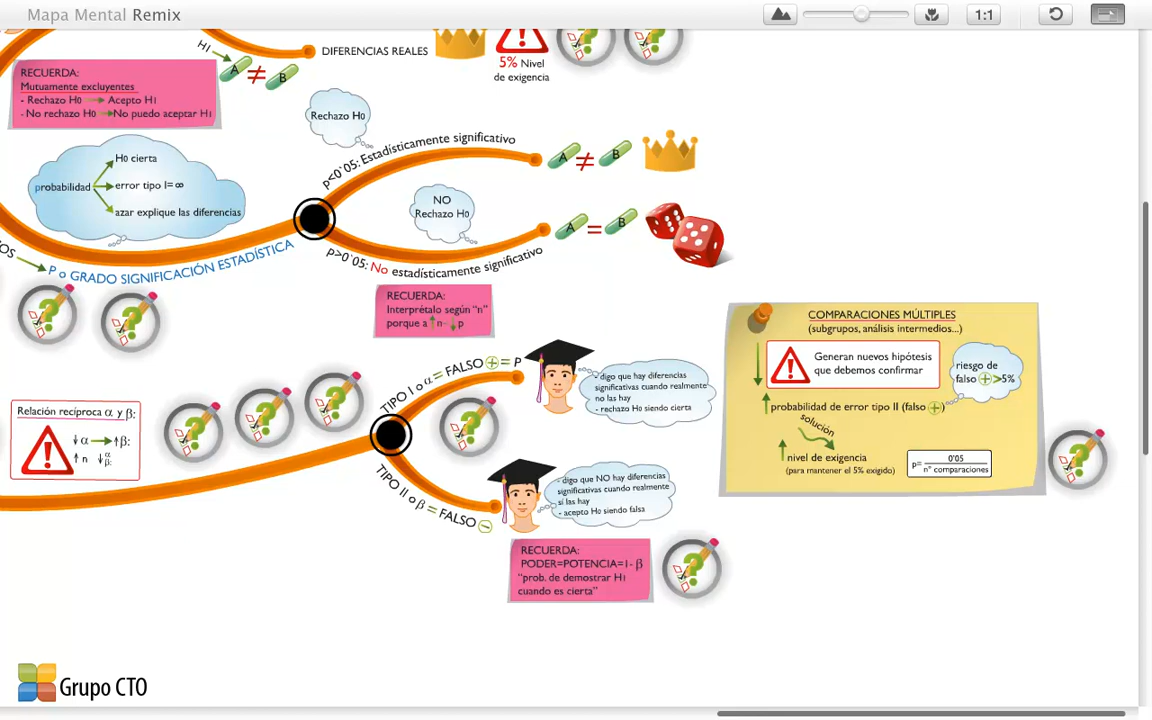 Mapa Mental Remix
1:1
H1
DIFERENCIAS REALES
5% Nivel
de exigencia
A ≠ B
RECUERDA:
Mutuamente excluyentes
- Rechazo H0 → Acepto H1
- No rechazo H0 → No puedo aceptar H1
Rechazo H0
p<0`05: Estadísticamente significativo
A ≠ B
probabilidad
H0 cierta
error tipo I= ∞
azar explique las diferencias
NO
Rechazo H0
A = B
p>0`05: No estadísticamente significativo
P o GRADO SIGNIFICACIÓN ESTADÍSTICA
RECUERDA:
Interprétalo según "n"
porque a ↑n- ↓p
COMPARACIONES MÚLTIPLES
(subgrupos, análisis intermedios...)
Generan nuevos hipótesis
que debemos confirmar
riesgo de
falso + >5%
↑ probabilidad de error tipo II (falso +)
solución
↑ nivel de exigencia
(para mantener el 5% exigido)
p= 0'05
nº comparaciones
TIPO I o α = FALSO + = P
- digo que hay diferencias
significativas cuando realmente
no las hay
- rechazo H0 siendo cierta
Relación recíproca α y β:
↓ α → ↑ β:
↑ n ↓ α β:
TIPO II o β = FALSO -
- digo que NO hay diferencias
significativas cuando realmente
sí las hay
- acepto H0 siendo falsa
RECUERDA:
PODER=POTENCIA=1- β
"prob. de demostrar H1
cuando es cierta"
Grupo CTO